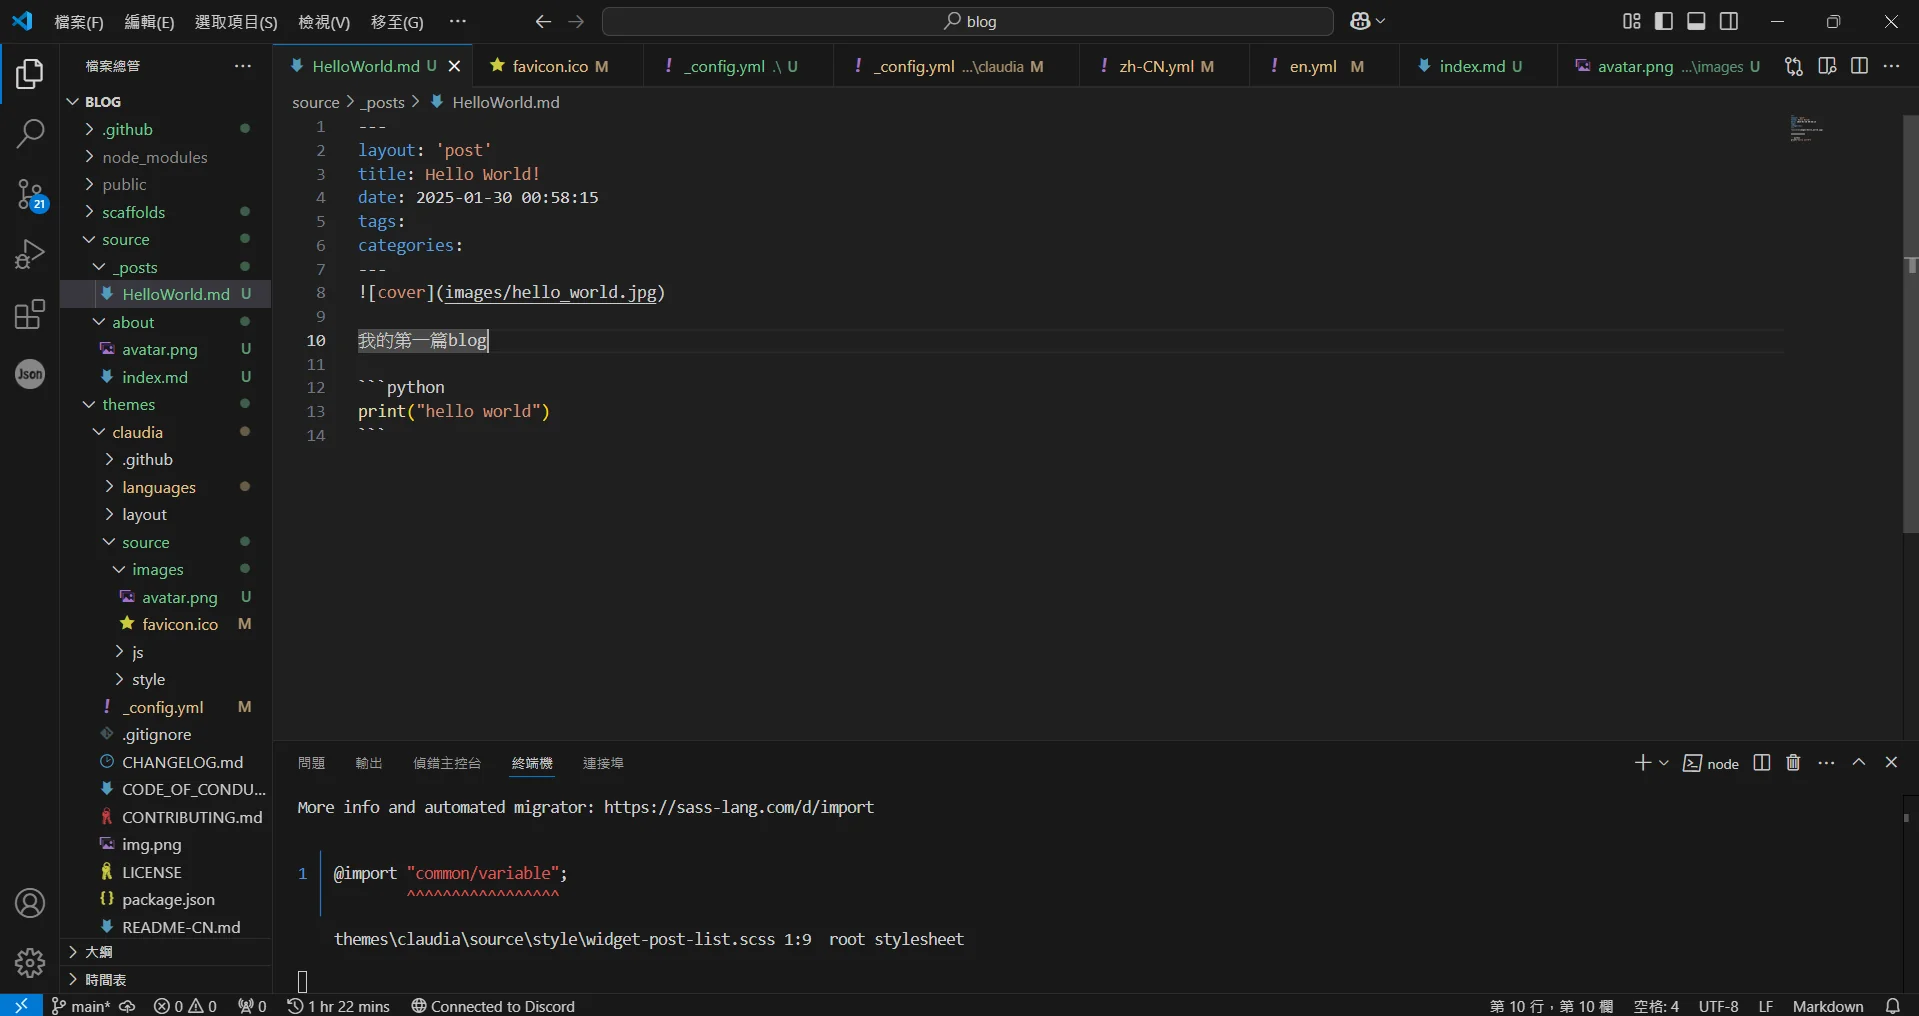 檔案(F) 編輯(E) 選取項目(S) 檢視(V) 移至(G) ··· blog
檔案總管 ···
BLOG
.github
node_modules
public
scaffolds
source
_posts
HelloWorld.md U
about
avatar.png U
index.md U
themes
claudia
.github
languages
layout
source
images
avatar.png U
favicon.ico M
js
style
_config.yml M
.gitignore
CHANGELOG.md
CODE_OF_CONDU...
CONTRIBUTING.md
img.png
LICENSE
package.json
README-CN.md
大綱
時間表
21
Json
HelloWorld.md U favicon.ico M _config.yml .\ U _config.yml ...\claudia M zh-CN.yml M en.yml M index.md U avatar.png ...\images U
source > _posts > HelloWorld.md
1 ---
2 layout: 'post'
3 title: Hello World!
4 date: 2025-01-30 00:58:15
5 tags:
6 categories:
7 ---
8 ![cover](images/hello_world.jpg)
9
10 我的第一篇blog
11
12 ```python
13 print("hello world")
14 ```
問題 輸出 偵錯主控台 終端機 連接埠 node
More info and automated migrator: https://sass-lang.com/d/import
1 @import "common/variable";
^^^^^^^^^^^^^^^^^
themes\claudia\source\style\widget-post-list.scss 1:9 root stylesheet
main* 0 0 0 1 hr 22 mins Connected to Discord 第 10 行，第 10 欄 空格: 4 UTF-8 LF Markdown